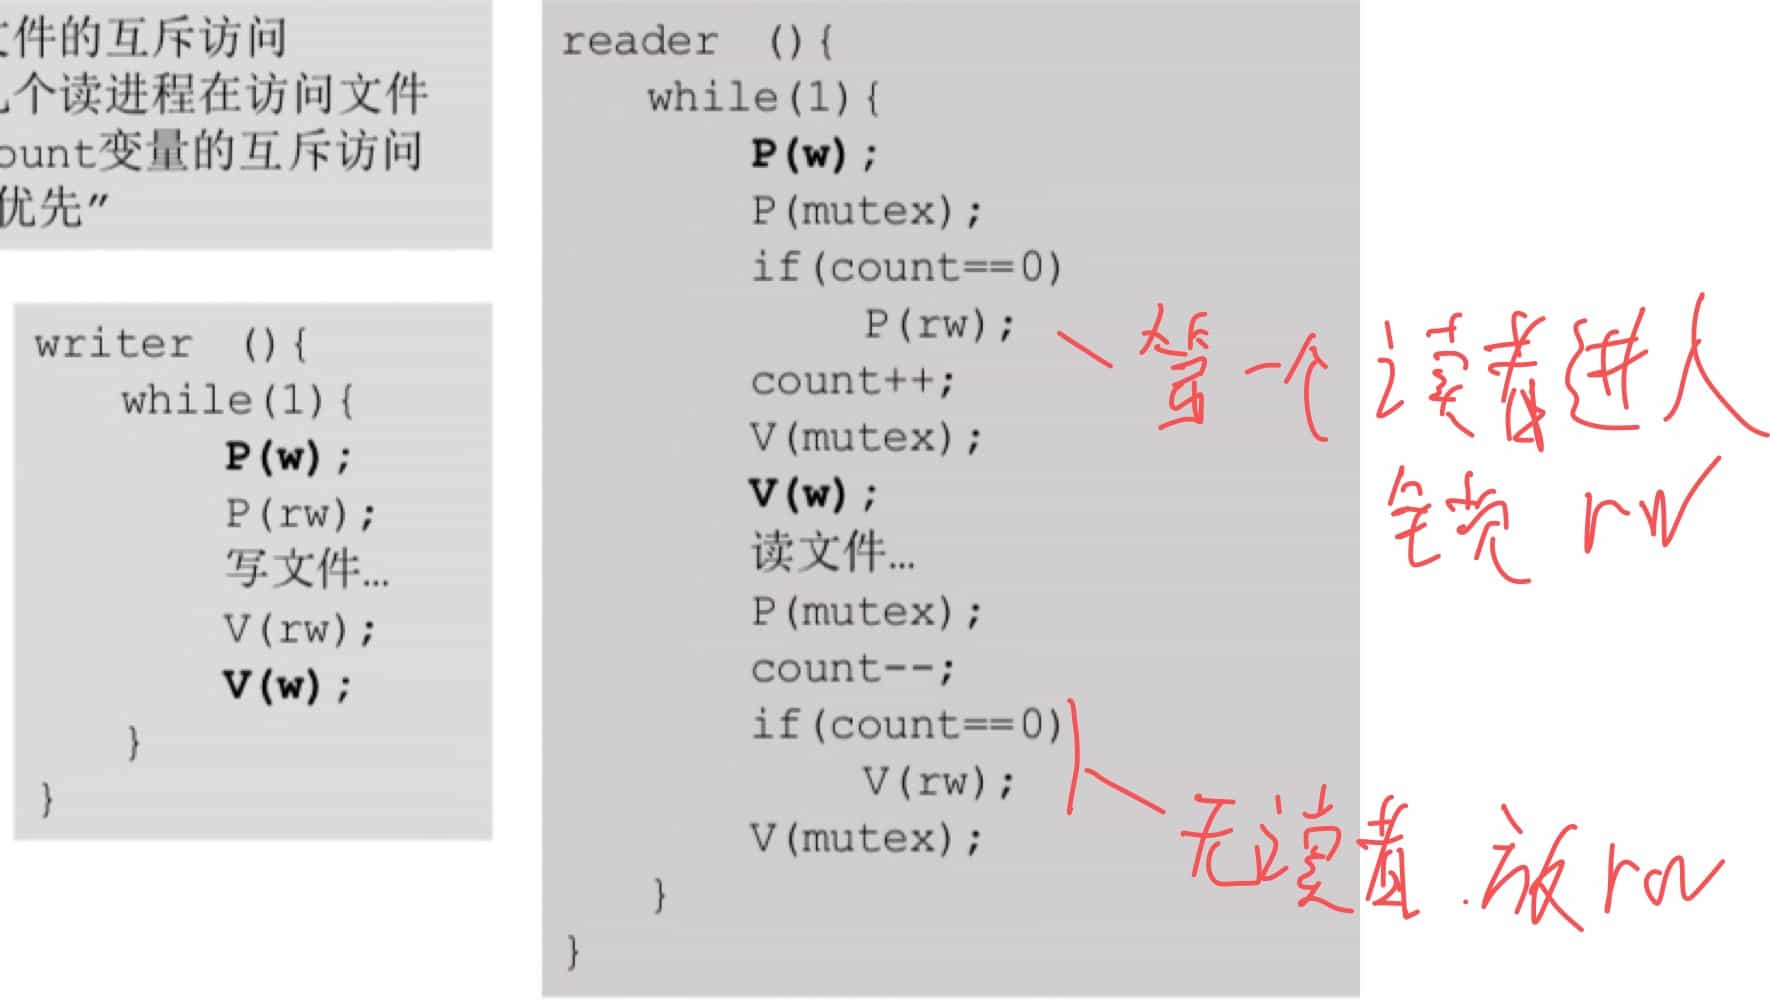 件的互斥访问
个读进程在访问文件
ount变量的互斥访问
优先”
writer (){
while(1){
P(w);
P(rw);
写文件…
V(rw);
V(w);
}
}
reader (){
while(1){
P(w);
P(mutex);
if(count==0)
P(rw);
count++;
V(mutex);
V(w);
读文件…
P(mutex);
count--;
if(count==0)
V(rw);
V(mutex);
}
}
第一个读者进入
rw
无读者.放rw